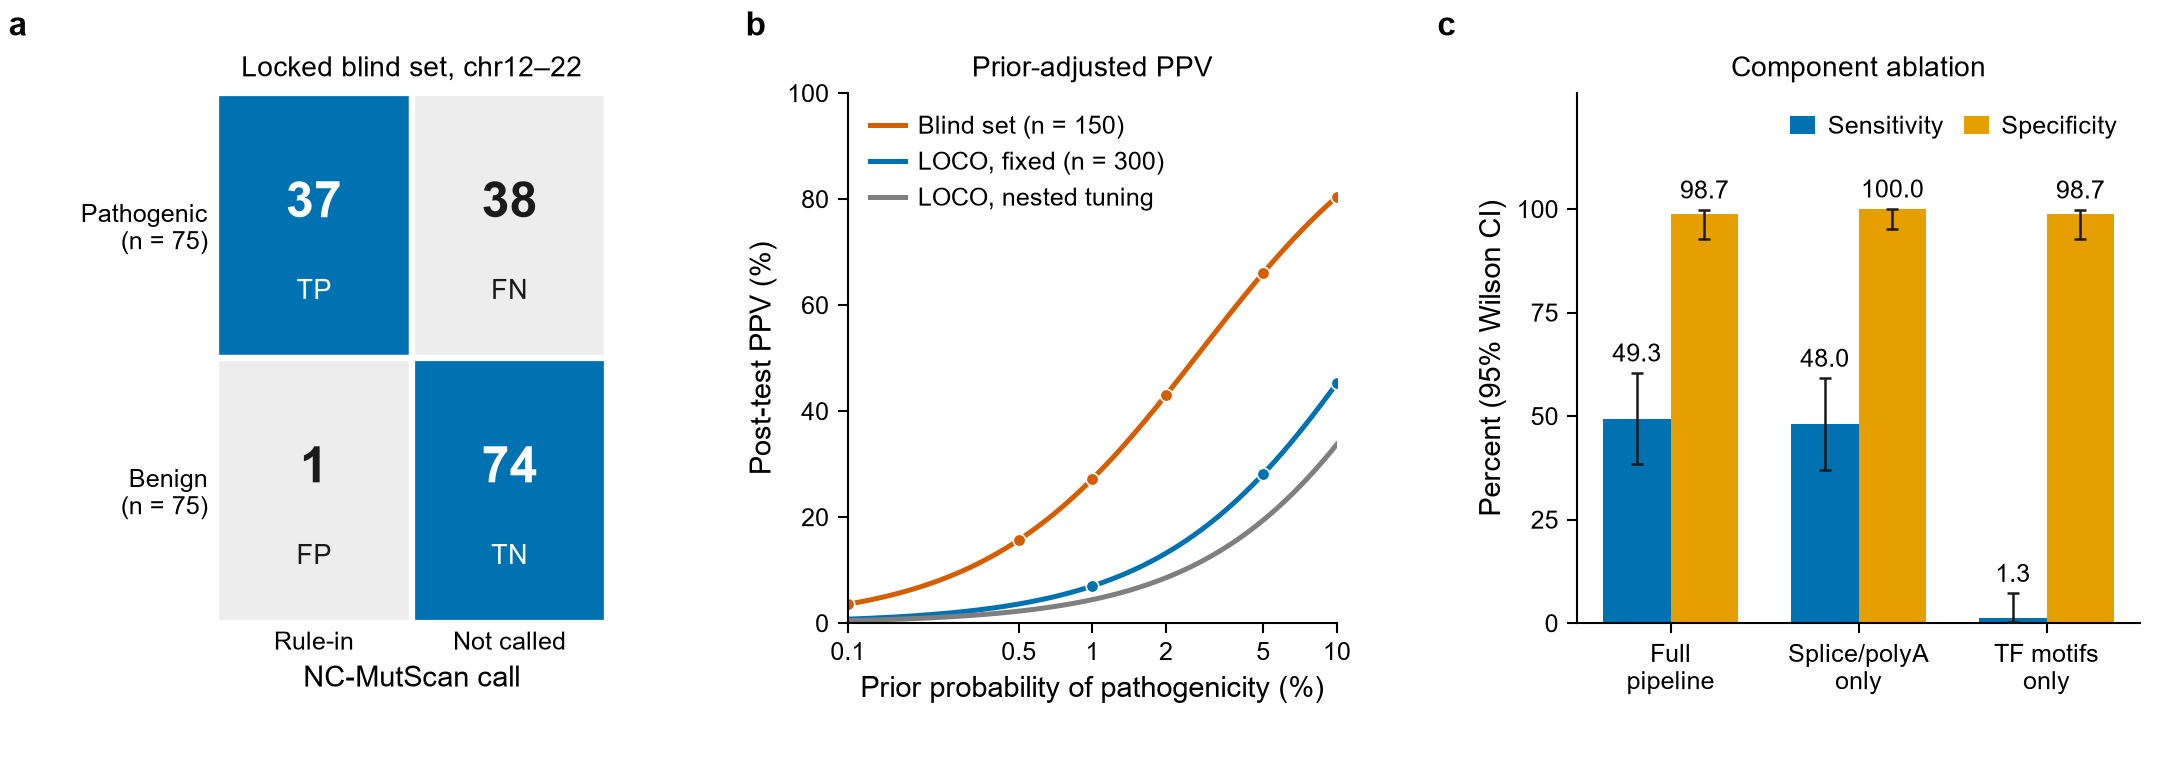 a
Locked blind set, chr12–22
Pathogenic
(n = 75)
37
TP
38
FN
Benign
(n = 75)
1
FP
74
TN
Rule-in
Not called
NC-MutScan call
b
Prior-adjusted PPV
Blind set (n = 150)
LOCO, fixed (n = 300)
LOCO, nested tuning
Post-test PPV (%)
100
80
60
40
20
0
0.1
0.5
1
2
5
10
Prior probability of pathogenicity (%)
c
Component ablation
Sensitivity
Specificity
Percent (95% Wilson CI)
100
75
50
25
0
49.3
98.7
48.0
100.0
1.3
98.7
Full
pipeline
Splice/polyA
only
TF motifs
only